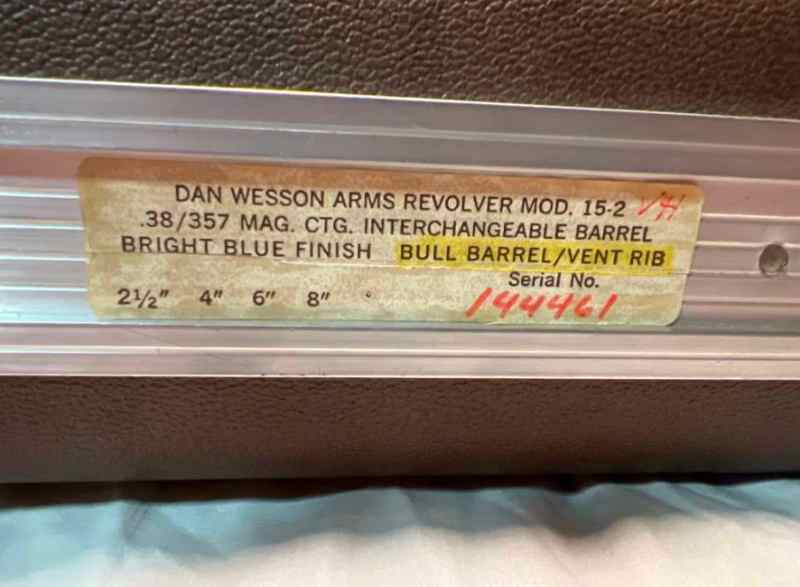 DAN WESSON ARMS REVOLVER MOD. 15-2 VH
.38/357 MAG. CTG. INTERCHANGEABLE BARREL
BRIGHT BLUE FINISH BULL BARREL/VENT RIB
Serial No.
2½" 4" 6" 8" 144461